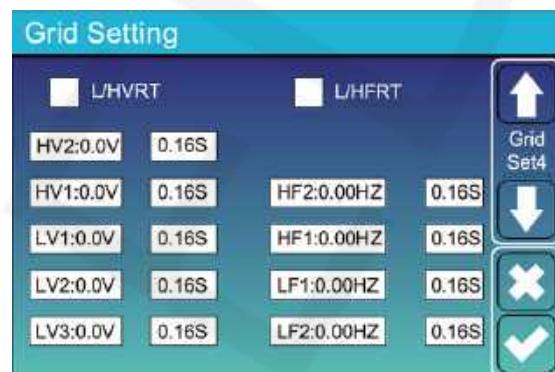 Grid Setting
L/HVRT L/HFRT
HV2:0.0V 0.16S
HV1:0.0V 0.16S HF2:0.00HZ 0.16S
LV1:0.0V 0.16S HF1:0.00HZ 0.16S
LV2:0.0V 0.16S LF1:0.00HZ 0.16S
LV3:0.0V 0.16S LF2:0.00HZ 0.16S
Grid
Set4